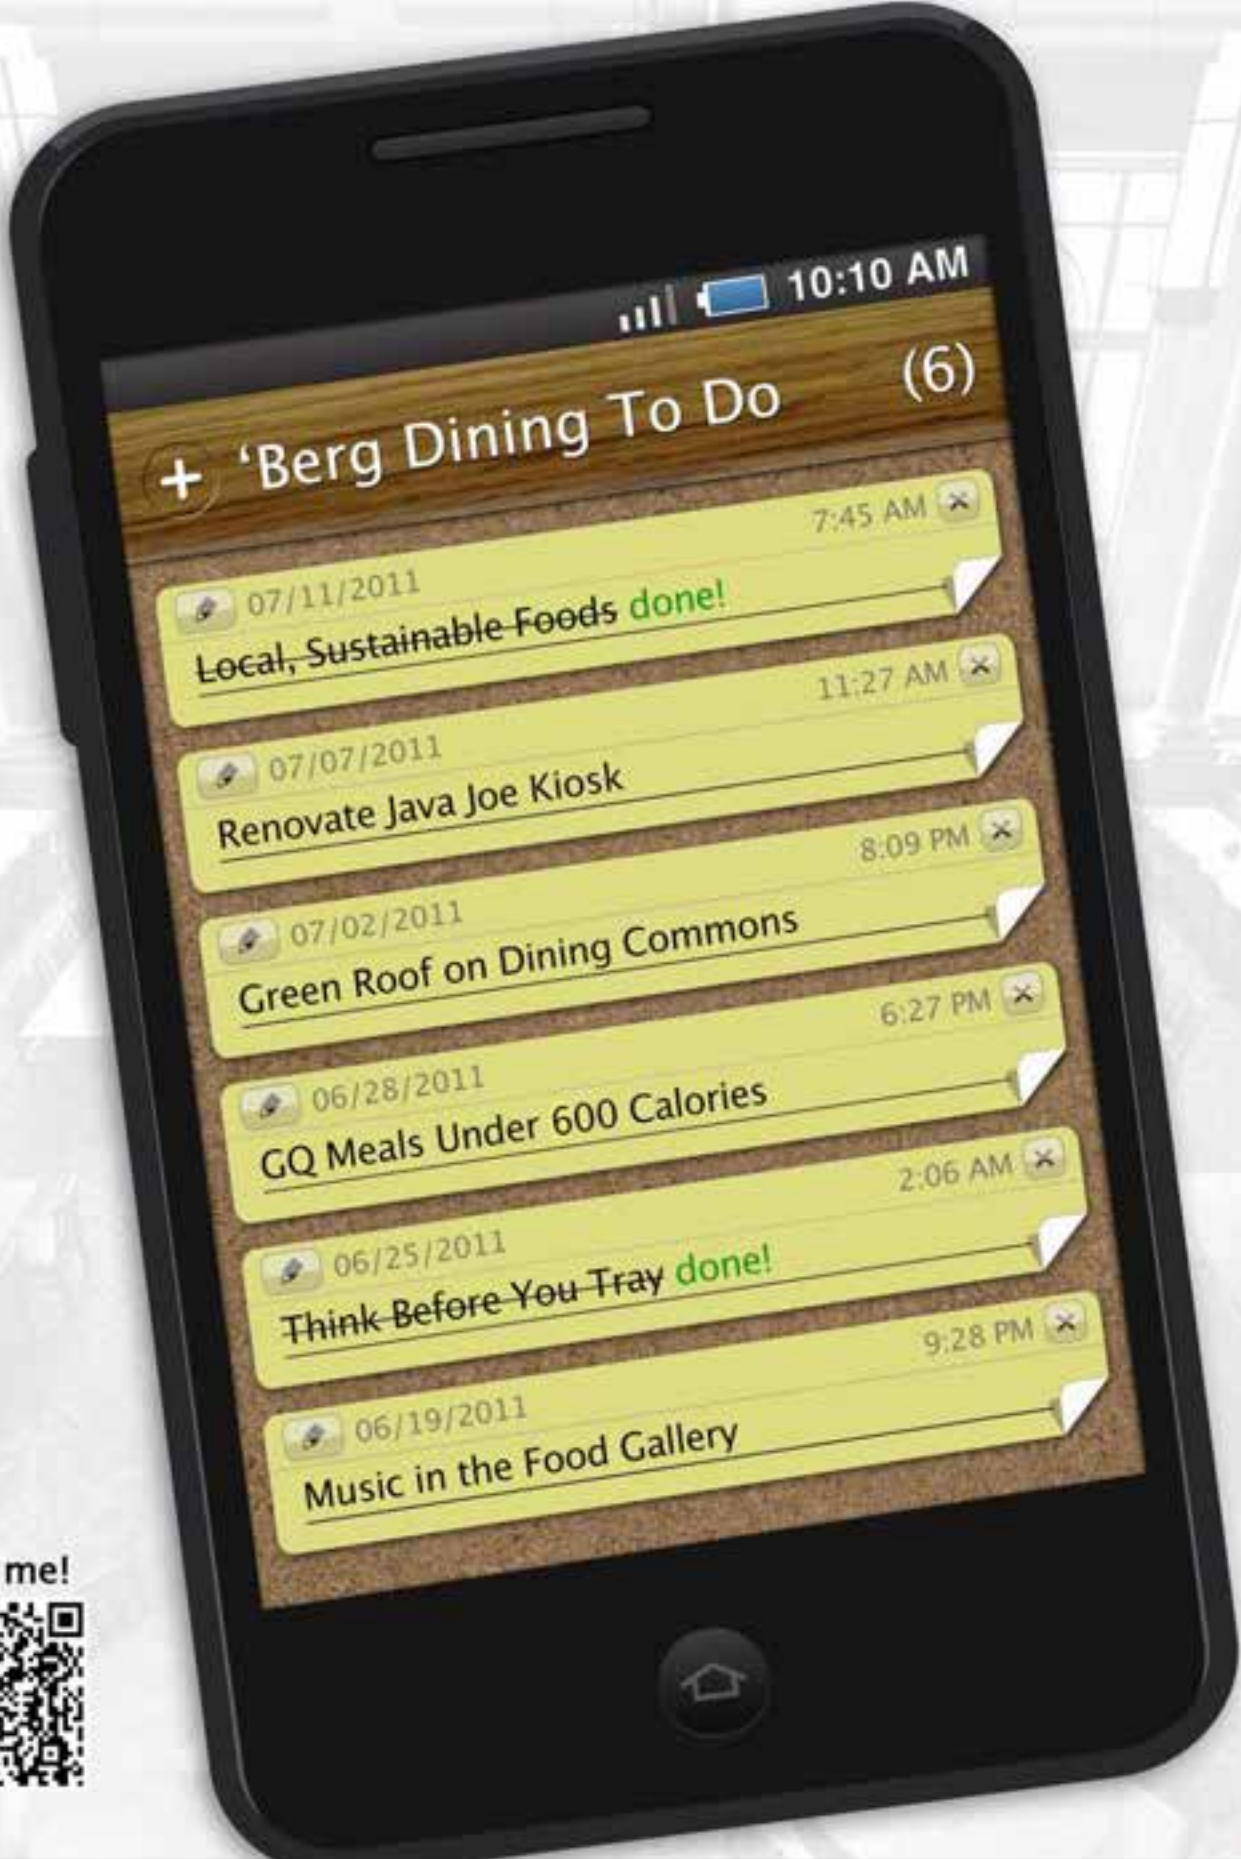 10:10 AM
+ ‘Berg Dining To Do (6)
07/11/2011 7:45 AM
Local, Sustainable Foods done!
07/07/2011 11:27 AM
Renovate Java Joe Kiosk
07/02/2011 8:09 PM
Green Roof on Dining Commons
06/28/2011 6:27 PM
GQ Meals Under 600 Calories
06/25/2011 2:06 AM
Think Before You Tray done!
06/19/2011 9:28 PM
Music in the Food Gallery
me!